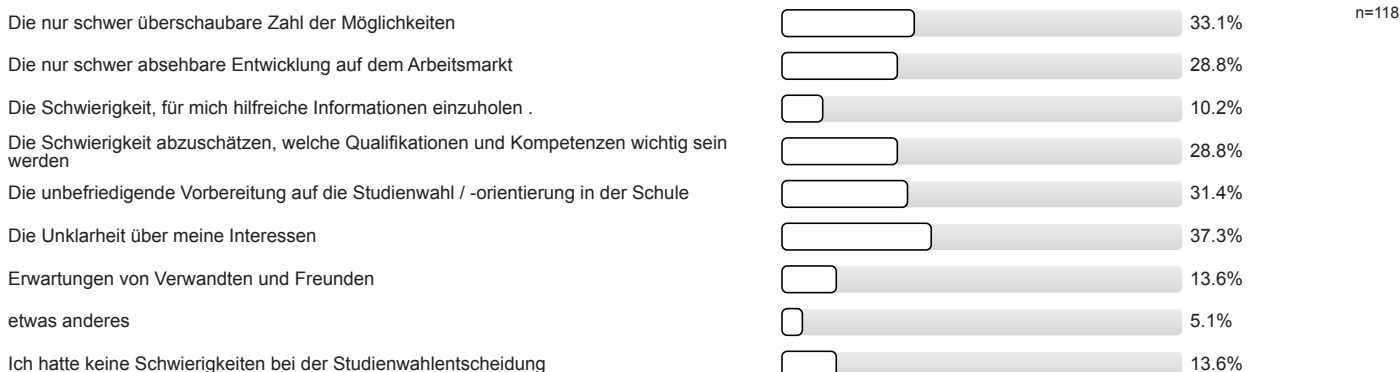 Die nur schwer überschaubare Zahl der Möglichkeiten 33.1% n=118
Die nur schwer absehbare Entwicklung auf dem Arbeitsmarkt 28.8%
Die Schwierigkeit, für mich hilfreiche Informationen einzuholen . 10.2%
Die Schwierigkeit abzuschätzen, welche Qualifikationen und Kompetenzen wichtig sein
werden 28.8%
Die unbefriedigende Vorbereitung auf die Studienwahl / -orientierung in der Schule 31.4%
Die Unklarheit über meine Interessen 37.3%
Erwartungen von Verwandten und Freunden 13.6%
etwas anderes 5.1%
Ich hatte keine Schwierigkeiten bei der Studienwahlentscheidung 13.6%